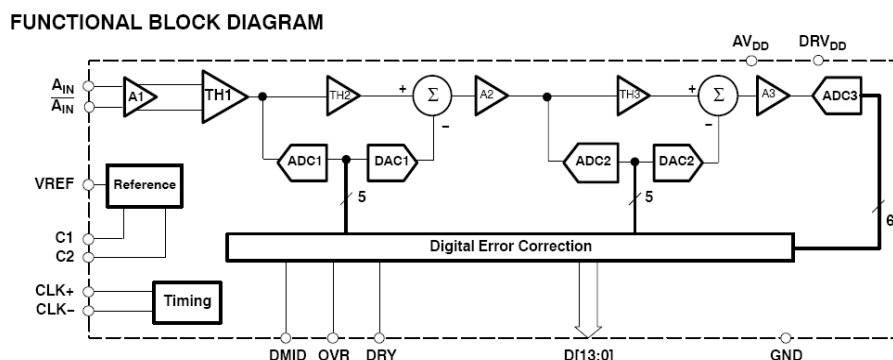 FUNCTIONAL BLOCK DIAGRAM
AVDD DRVDD
AIN
AIN
A1
TH1
TH2
+
Σ
−
A2
TH3
+
Σ
−
A3
ADC3
ADC1
DAC1
ADC2
DAC2
VREF
Reference
5
5
6
C1
C2
Digital Error Correction
CLK+
CLK−
Timing
DMID OVR DRY D[13:0] GND